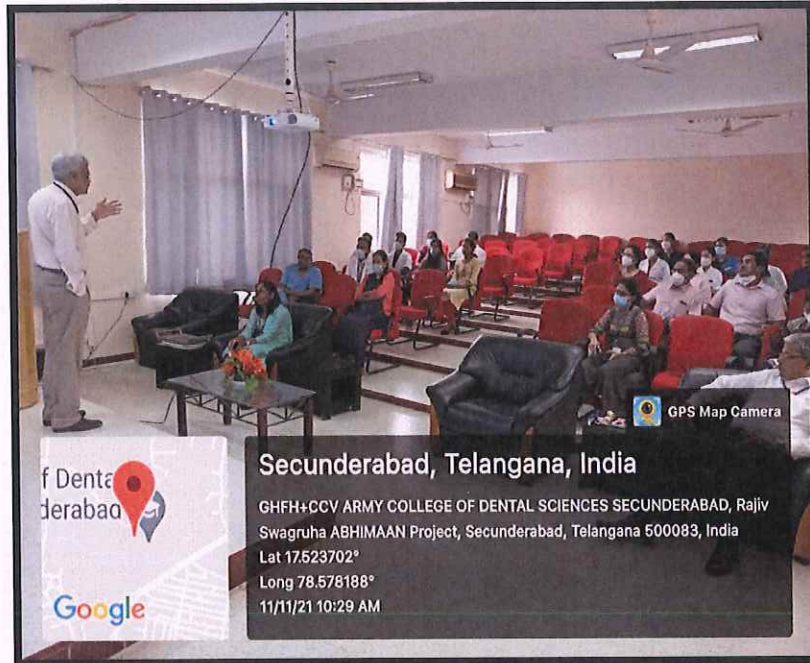 GPS Map Camera
f Denta
derabad
Google
Secunderabad, Telangana, India
GHFH+CCV ARMY COLLEGE OF DENTAL SCIENCES SECUNDERABAD, Rajiv
Swagruha ABHIMAAN Project, Secunderabad, Telangana 500083, India
Lat 17.523702°
Long 78.578188°
11/11/21 10:29 AM